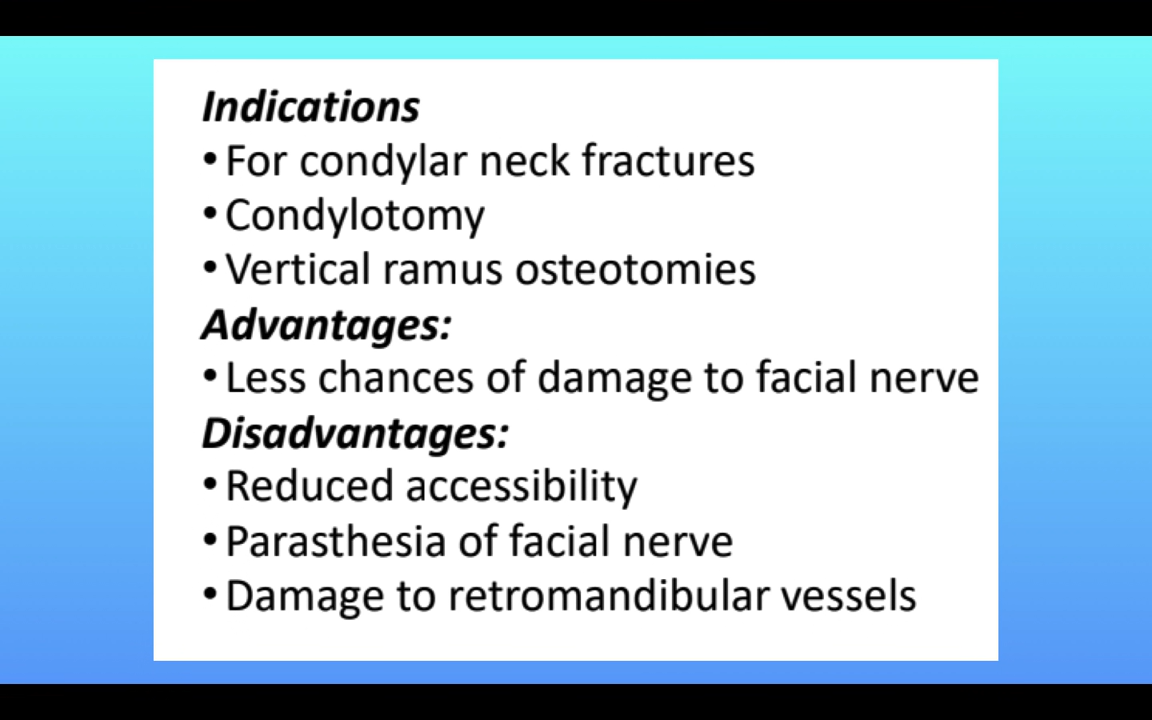 Indications
• For condylar neck fractures
• Condylotomy
• Vertical ramus osteotomies
Advantages:
• Less chances of damage to facial nerve
Disadvantages:
• Reduced accessibility
• Parasthesia of facial nerve
• Damage to retromandibular vessels